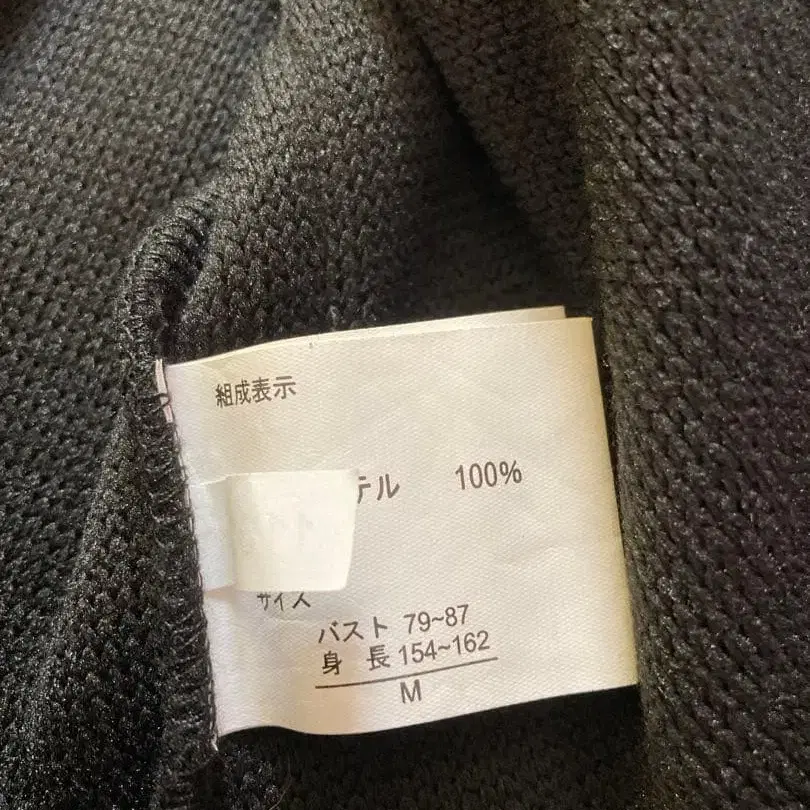 組成表示
テル 100%
サイズ
バスト 79~87
身 長 154~162
M